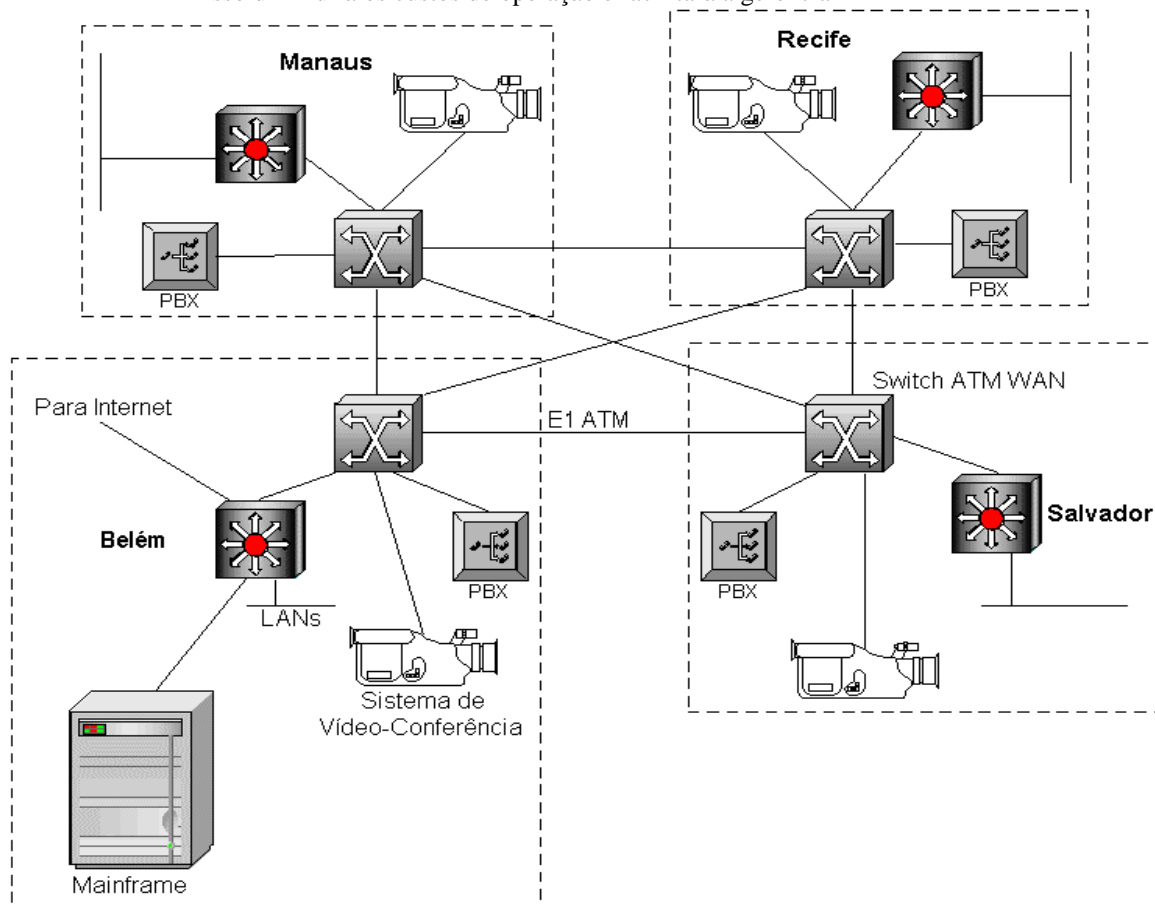 Manaus
Recife
PBX
PBX
Switch ATM WAN
Para Internet
E1 ATM
Belém
Salvador
PBX
PBX
LANs
Sistema de
Vídeo-Conferência
Mainframe